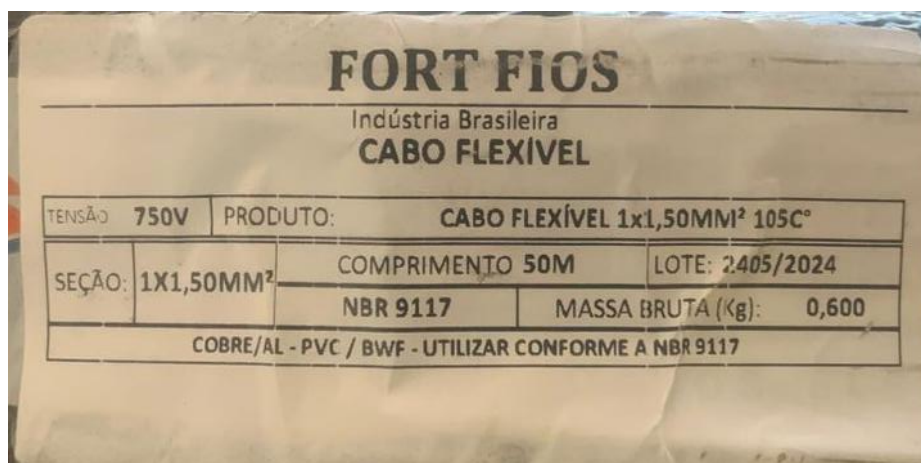 FORT FIOS
Indústria Brasileira
CABO FLEXÍVEL
TENSÃO 750V PRODUTO: CABO FLEXÍVEL 1x1,50MM² 105C°
SEÇÃO: 1X1,50MM² COMPRIMENTO 50M LOTE: 2405/2024
NBR 9117 MASSA BRUTA (Kg): 0,600
COBRE/AL - PVC / BWF - UTILIZAR CONFORME A NBR 9117